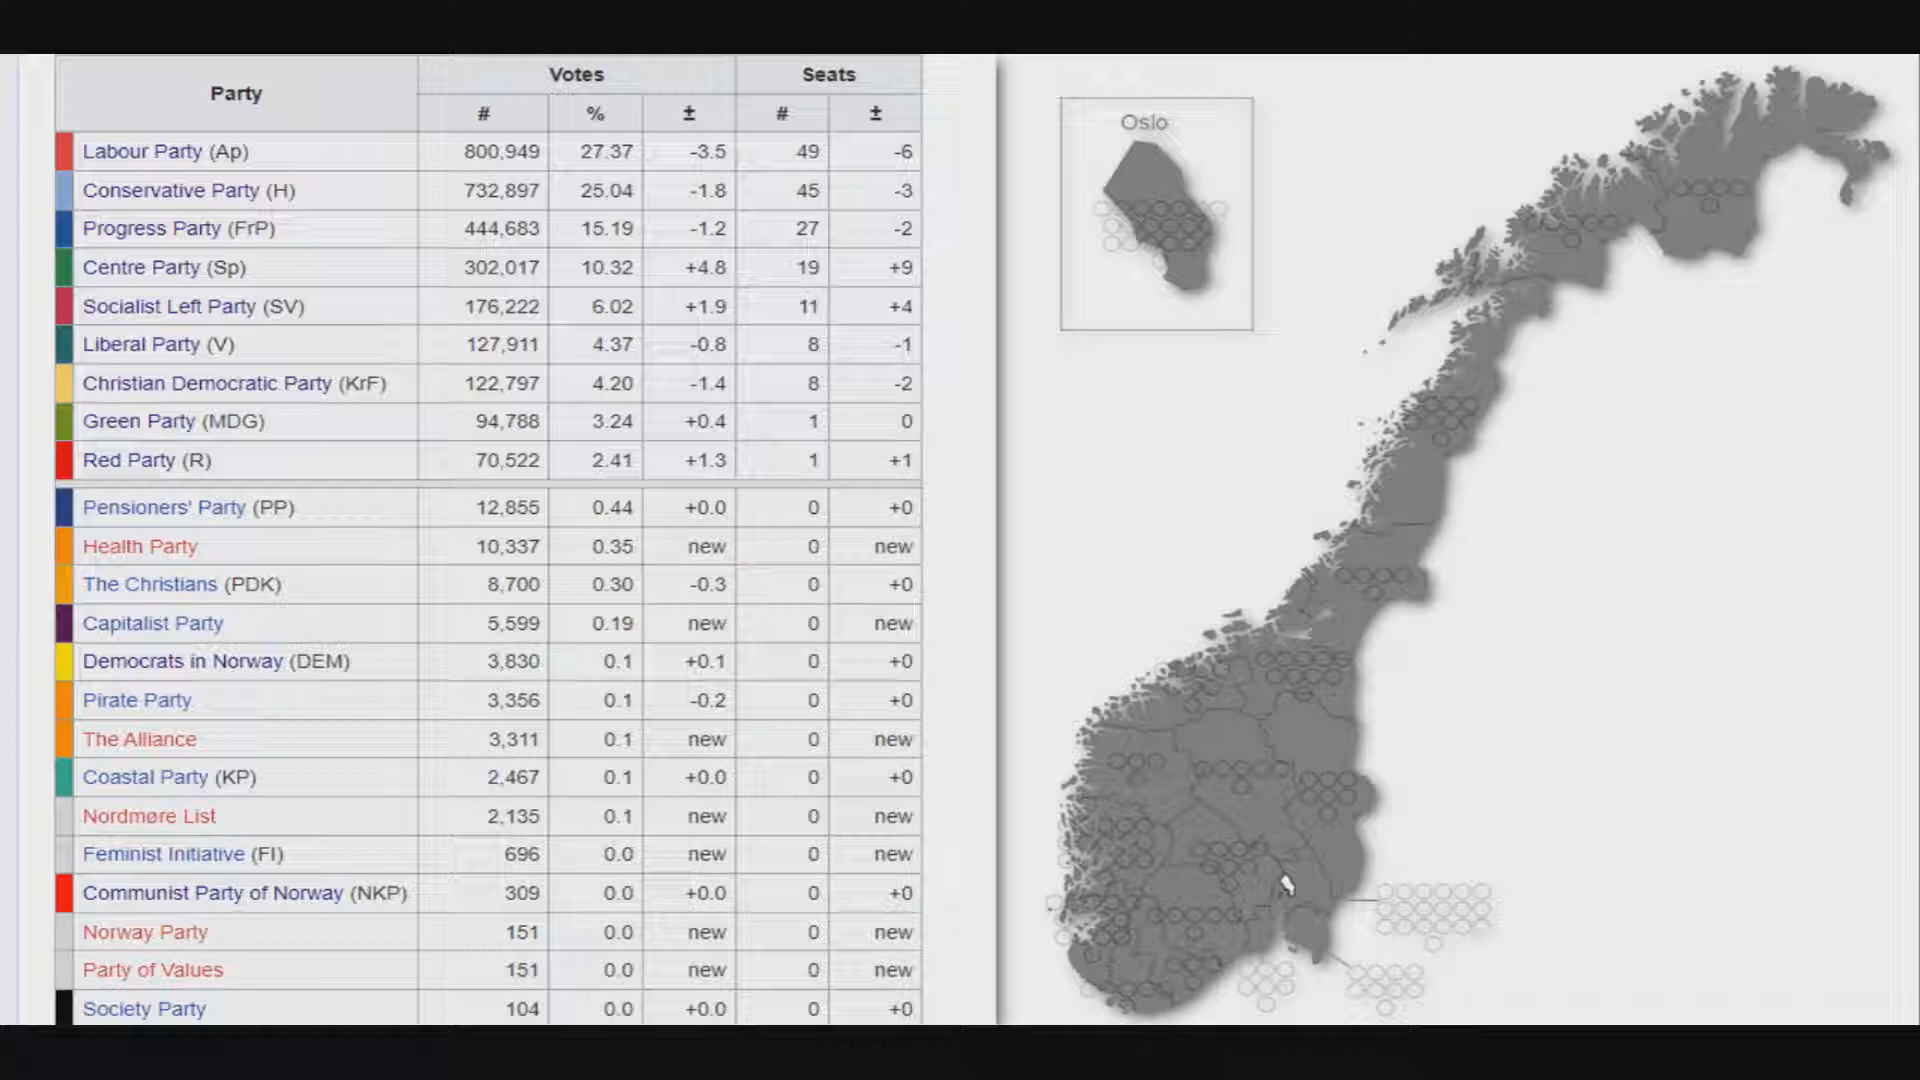 Party Votes Seats
# % ± # ±
Labour Party (Ap) 800,949 27.37 -3.5 49 -6
Conservative Party (H) 732,897 25.04 -1.8 45 -3
Progress Party (FrP) 444,683 15.19 -1.2 27 -2
Centre Party (Sp) 302,017 10.32 +4.8 19 +9
Socialist Left Party (SV) 176,222 6.02 +1.9 11 +4
Liberal Party (V) 127,911 4.37 -0.8 8 -1
Christian Democratic Party (KrF) 122,797 4.20 -1.4 8 -2
Green Party (MDG) 94,788 3.24 +0.4 1 0
Red Party (R) 70,522 2.41 +1.3 1 +1
Pensioners' Party (PP) 12,855 0.44 +0.0 0 +0
Health Party 10,337 0.35 new 0 new
The Christians (PDK) 8,700 0.30 -0.3 0 +0
Capitalist Party 5,599 0.19 new 0 new
Democrats in Norway (DEM) 3,830 0.1 +0.1 0 +0
Pirate Party 3,356 0.1 -0.2 0 +0
The Alliance 3,311 0.1 new 0 new
Coastal Party (KP) 2,467 0.1 +0.0 0 +0
Nordmøre List 2,135 0.1 new 0 new
Feminist Initiative (FI) 696 0.0 new 0 new
Communist Party of Norway (NKP) 309 0.0 +0.0 0 +0
Norway Party 151 0.0 new 0 new
Party of Values 151 0.0 new 0 new
Society Party 104 0.0 +0.0 0 +0
Oslo